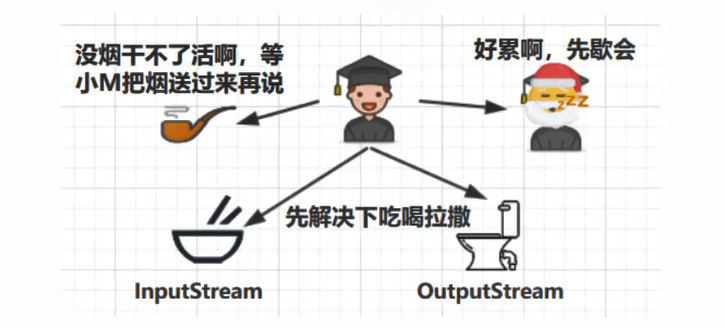 没烟干不了活啊，等
小M把烟送过来再说
好累啊，先歇会
zZZ
先解决下吃喝拉撒
InputStream
OutputStream